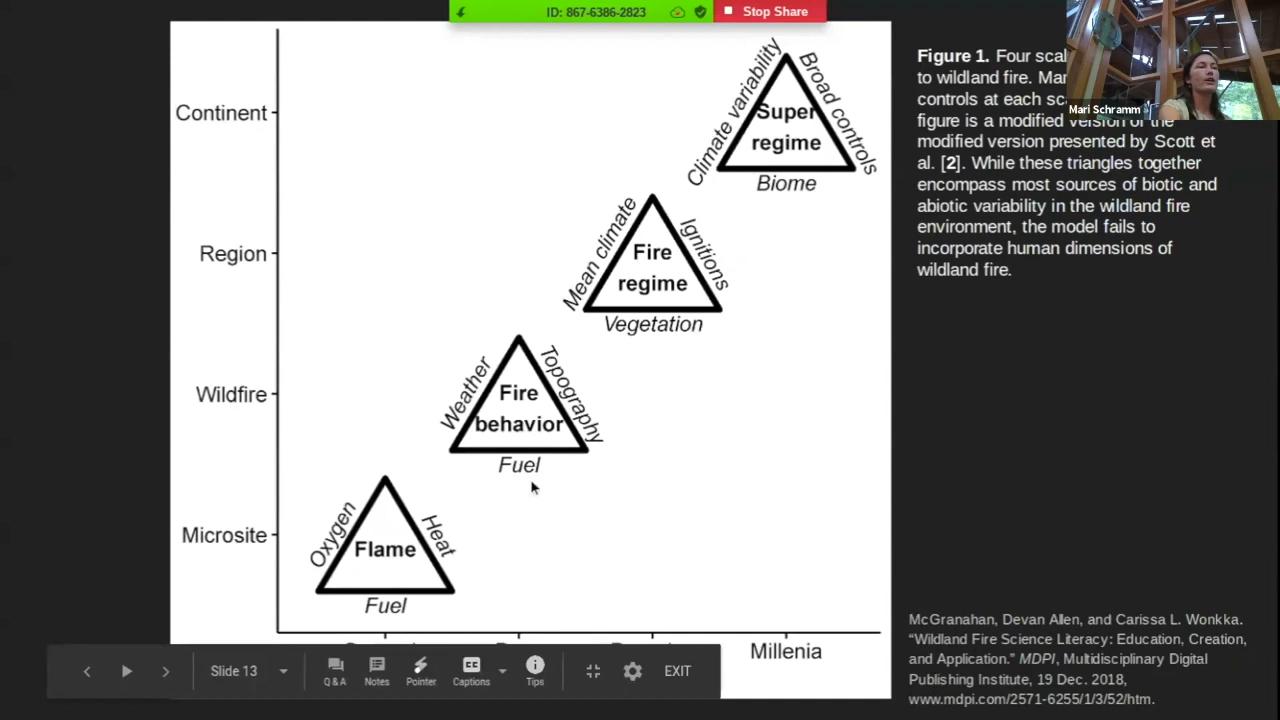 ID: 867-6386-2823
Stop Share
Mari Schramm
Continent
Region
Wildfire
Microsite
Climate variability
Broad controls
Super
regime
Biome
Mean climate
Ignitions
Fire
regime
Vegetation
Weather
Topography
Fire
behavior
Fuel
Oxygen
Heat
Flame
Fuel
Millenia
Figure 1. Four
to wildland fire.
controls at each
figure is a modified version of the
modified version presented by Scott et
al. [2]. While these triangles together
encompass most sources of biotic and
abiotic variability in the wildland fire
environment, the model fails to
incorporate human dimensions of
wildland fire.
McGranahan, Devan Allen, and Carissa L. Wonkka.
“Wildland Fire Science Literacy: Education, Creation,
and Application.” MDPI, Multidisciplinary Digital
Publishing Institute, 19 Dec. 2018,
www.mdpi.com/2571-6255/1/3/52/htm.
Slide 13
Q & A
Notes
Pointer
CC
Captions
Tips
EXIT